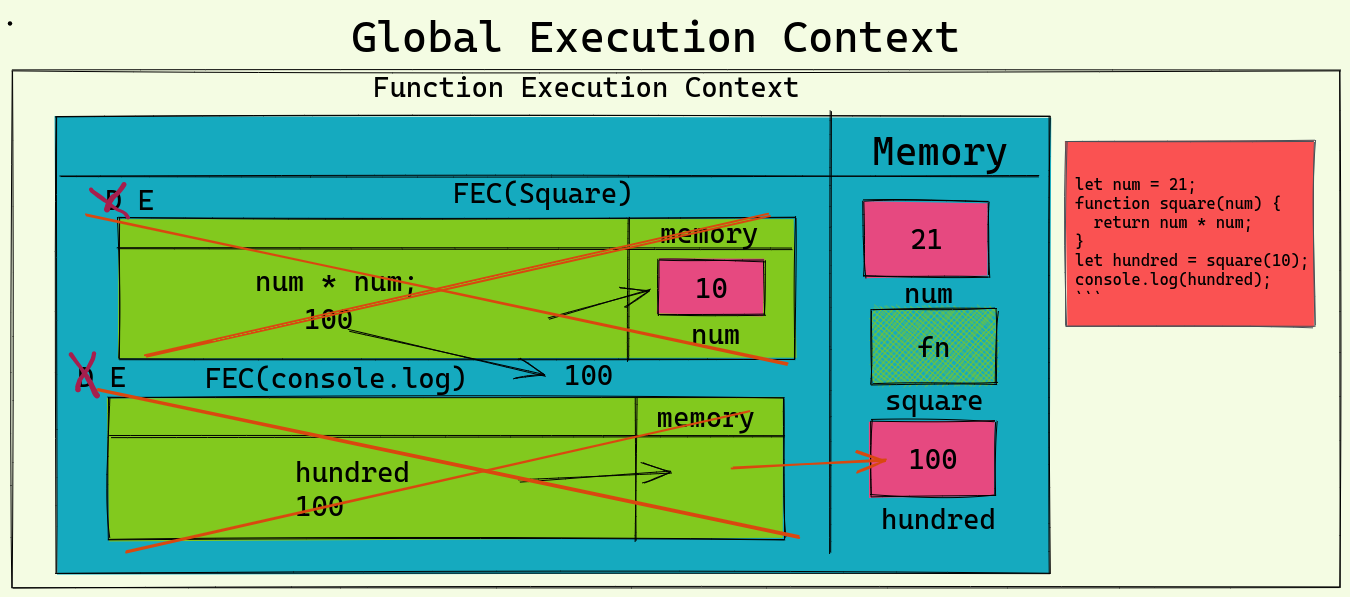 Global Execution Context
Function Execution Context
Memory
D E
FEC(Square)
memory
num * num;
100
10
num
100
D E
FEC(console.log)
memory
hundred
100
21
num
fn
square
100
hundred
let num = 21;
function square(num) {
  return num * num;
}
let hundred = square(10);
console.log(hundred);
```